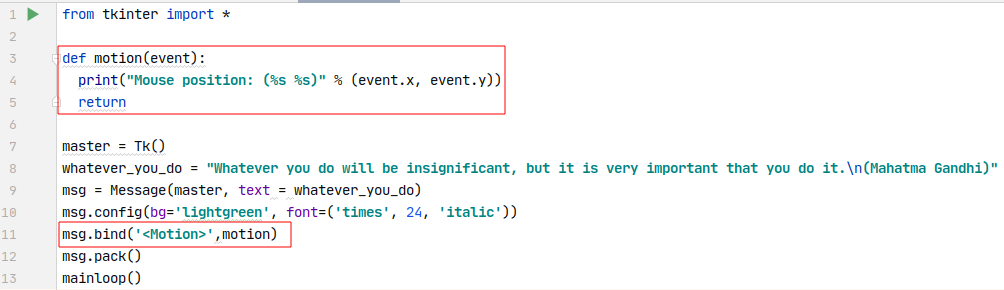 1 from tkinter import *
2
3 def motion(event):
4   print("Mouse position: (%s %s)" % (event.x, event.y))
5   return
6
7 master = Tk()
8 whatever_you_do = "Whatever you do will be insignificant, but it is very important that you do it.\n(Mahatma Gandhi)"
9 msg = Message(master, text = whatever_you_do)
10 msg.config(bg='lightgreen', font=('times', 24, 'italic'))
11 msg.bind('<Motion>',motion)
12 msg.pack()
13 mainloop()